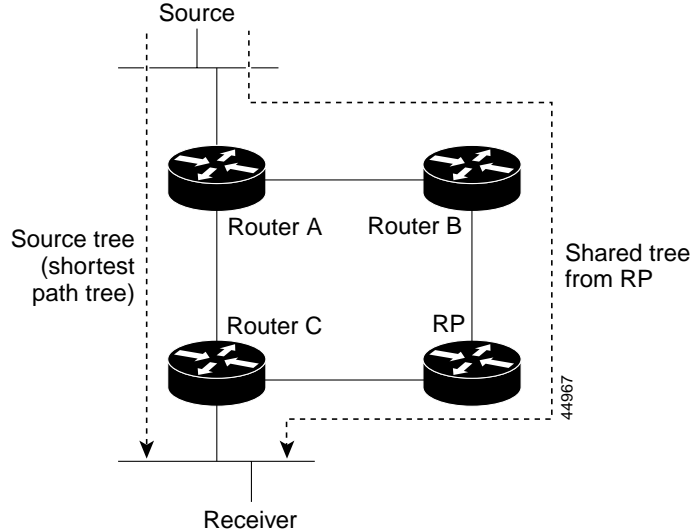 Source
Router A
Router B
Source tree
(shortest
path tree)
Shared tree
from RP
Router C
RP
44967
Receiver